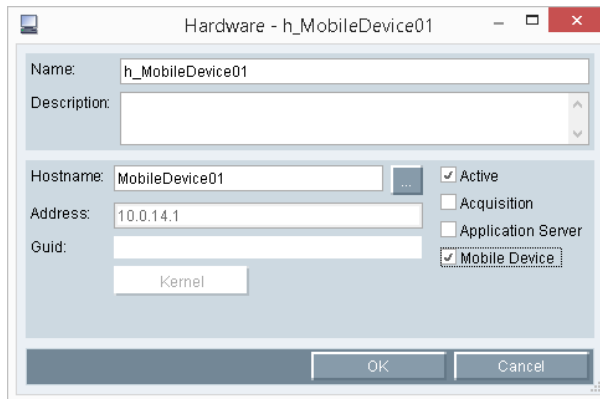 Hardware - h_MobileDevice01
Name: h_MobileDevice01
Description:
Hostname: MobileDevice01 ... Active
Acquisition
Address: 10.0.14.1
Application Server
Guid:
Mobile Device
Kernel
OK Cancel